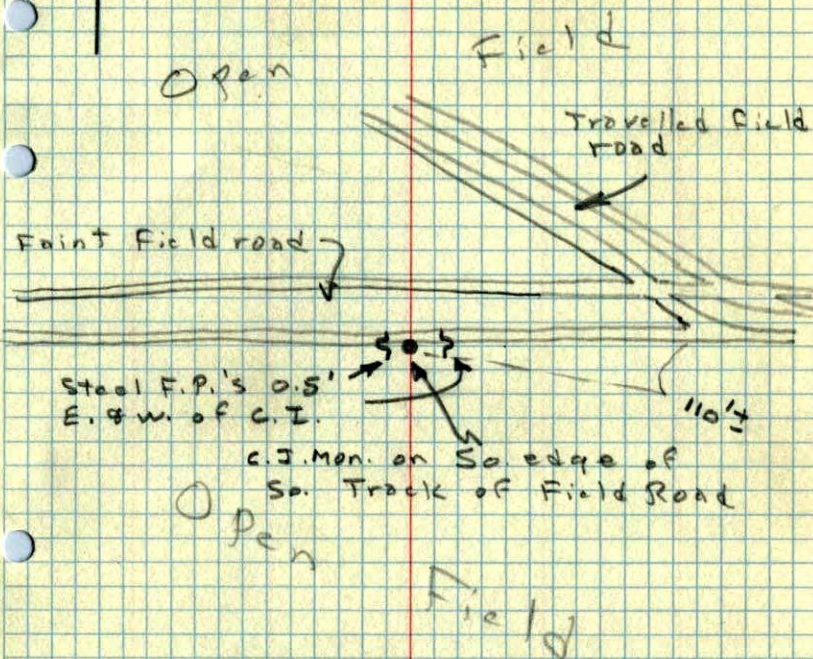 Open Field
Travelled Field
road
Faint Field road
Steel F.P.'s 0.5'
E. & W. of C.I.
110'±
C.I. Mon. on So. edge of
So. Track of Field Road
Open
Field